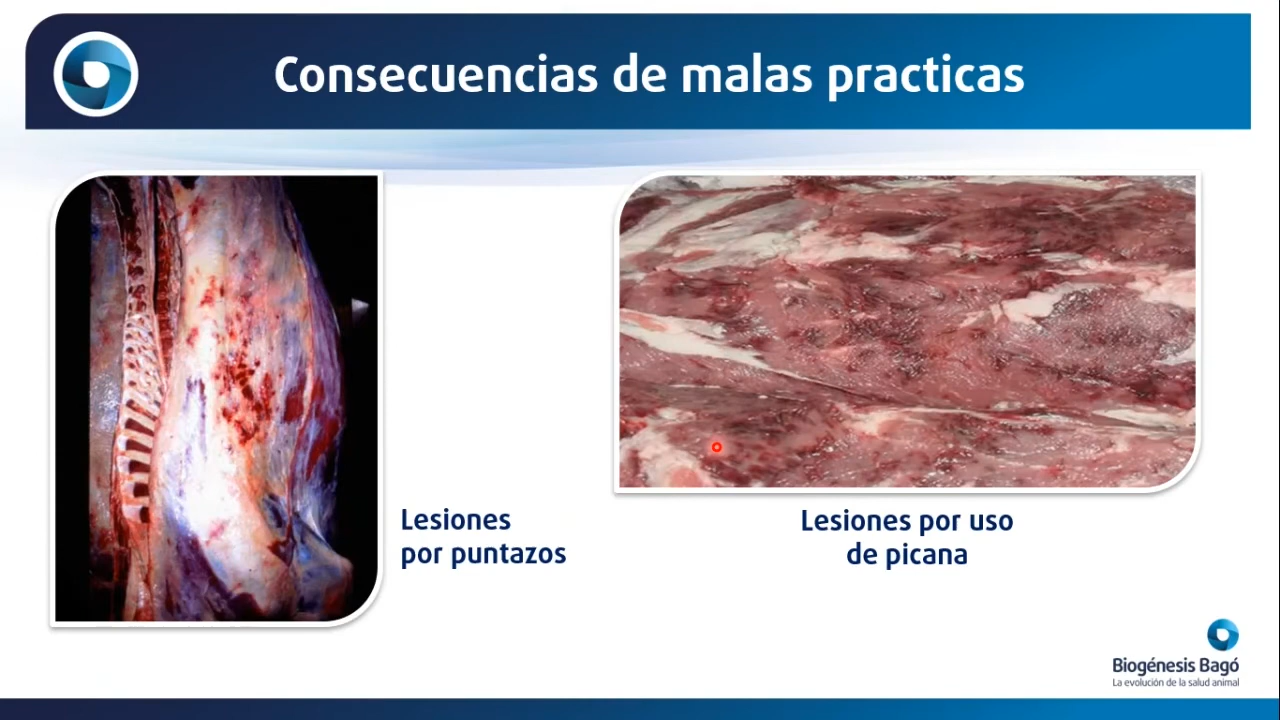 Consecuencias de malas practicas
Lesiones
por puntazos
Lesiones por uso
de picana
Biogénesis Bagó
La evolución de la salud animal